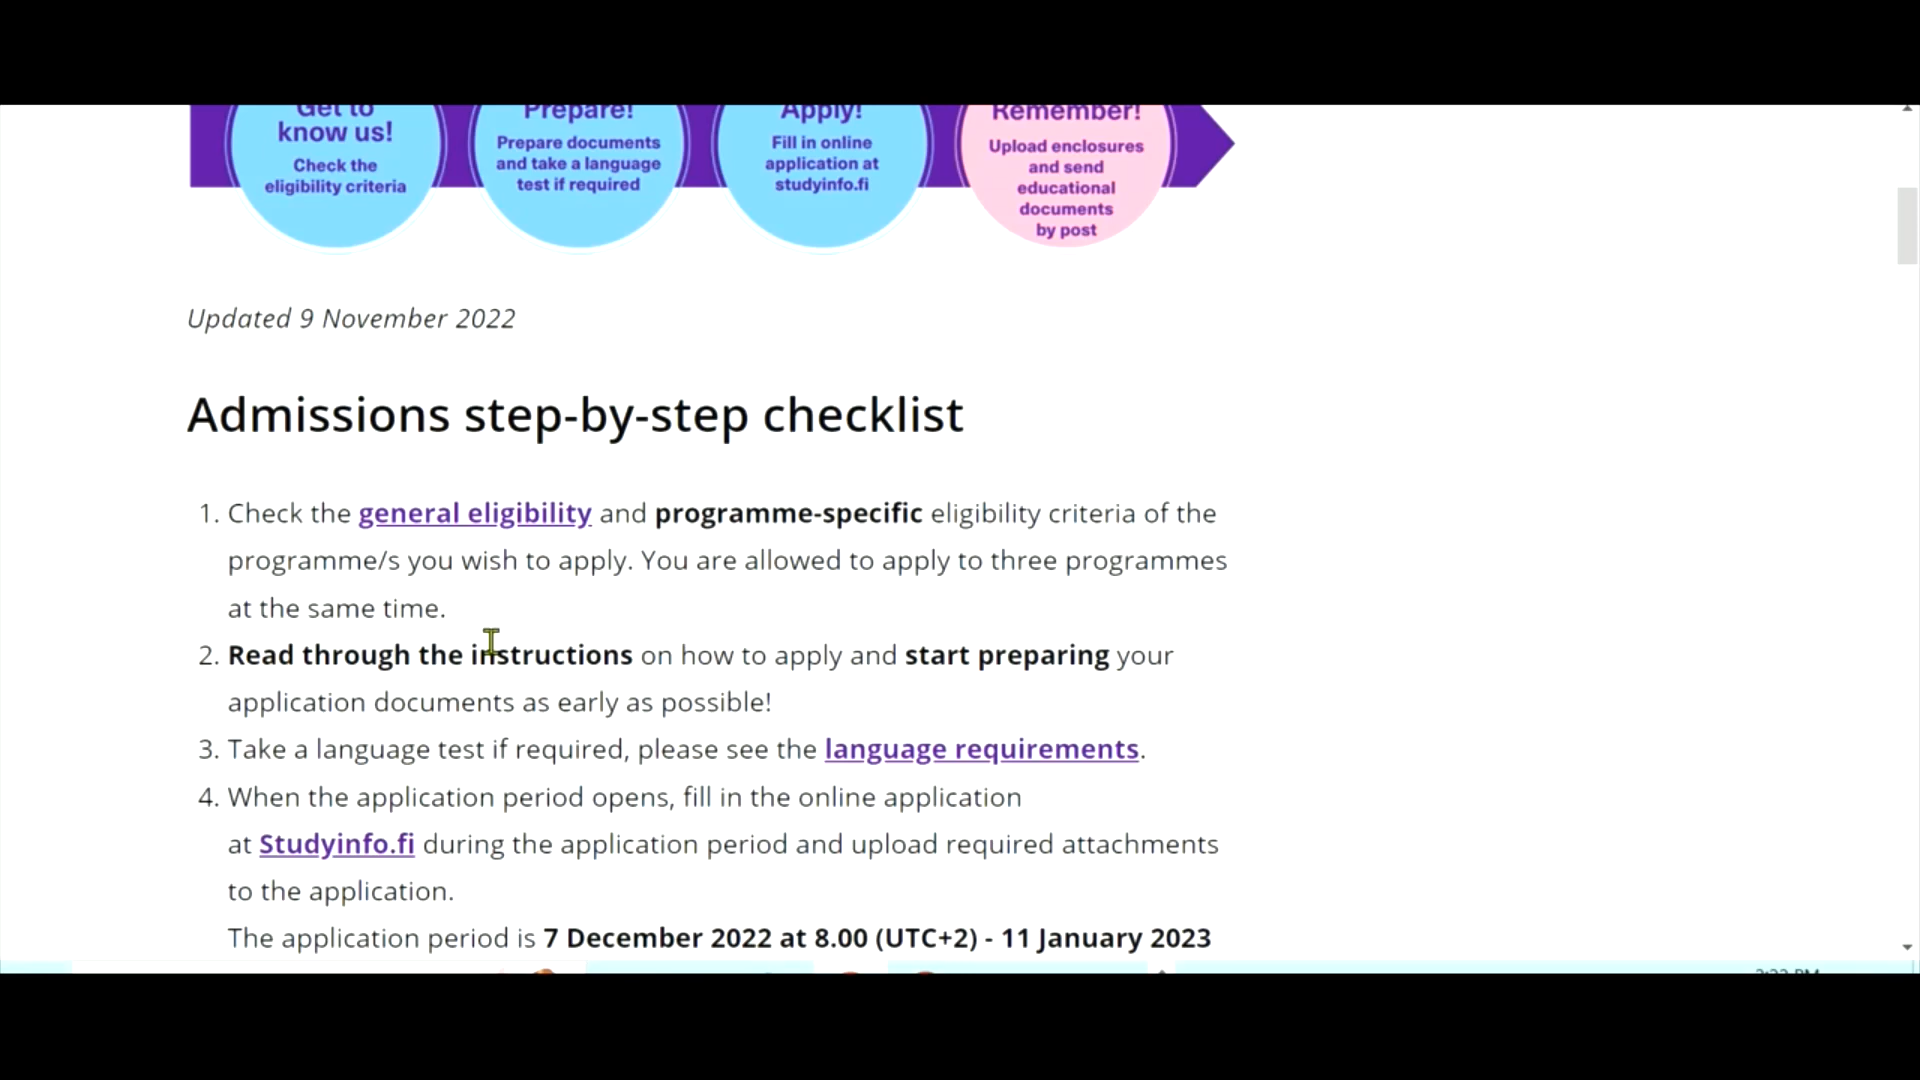 Get to
know us!
Check the
eligibility criteria
Prepare!
Prepare documents
and take a language
test if required
Apply!
Fill in online
application at
studyinfo.fi
Remember!
Upload enclosures
and send
educational
documents
by post
Updated 9 November 2022
Admissions step-by-step checklist
1. Check the general eligibility and programme-specific eligibility criteria of the
programme/s you wish to apply. You are allowed to apply to three programmes
at the same time.
2. Read through the instructions on how to apply and start preparing your
application documents as early as possible!
3. Take a language test if required, please see the language requirements.
4. When the application period opens, fill in the online application
at Studyinfo.fi during the application period and upload required attachments
to the application.
The application period is 7 December 2022 at 8.00 (UTC+2) - 11 January 2023